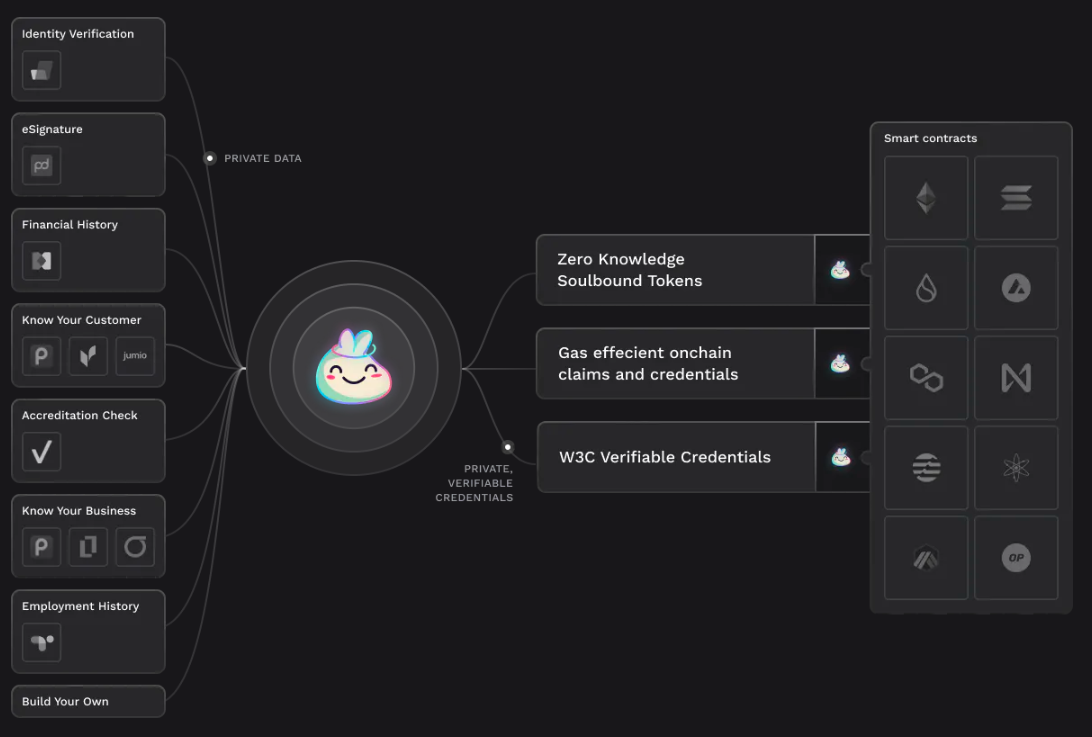 Identity Verification
eSignature
pd
Financial History
Know Your Customer
P
jumio
Accreditation Check
Know Your Business
P
Employment History
Build Your Own
PRIVATE DATA
PRIVATE,
VERIFIABLE
CREDENTIALS
Zero Knowledge
Soulbound Tokens
Gas effecient onchain
claims and credentials
W3C Verifiable Credentials
Smart contracts
OP